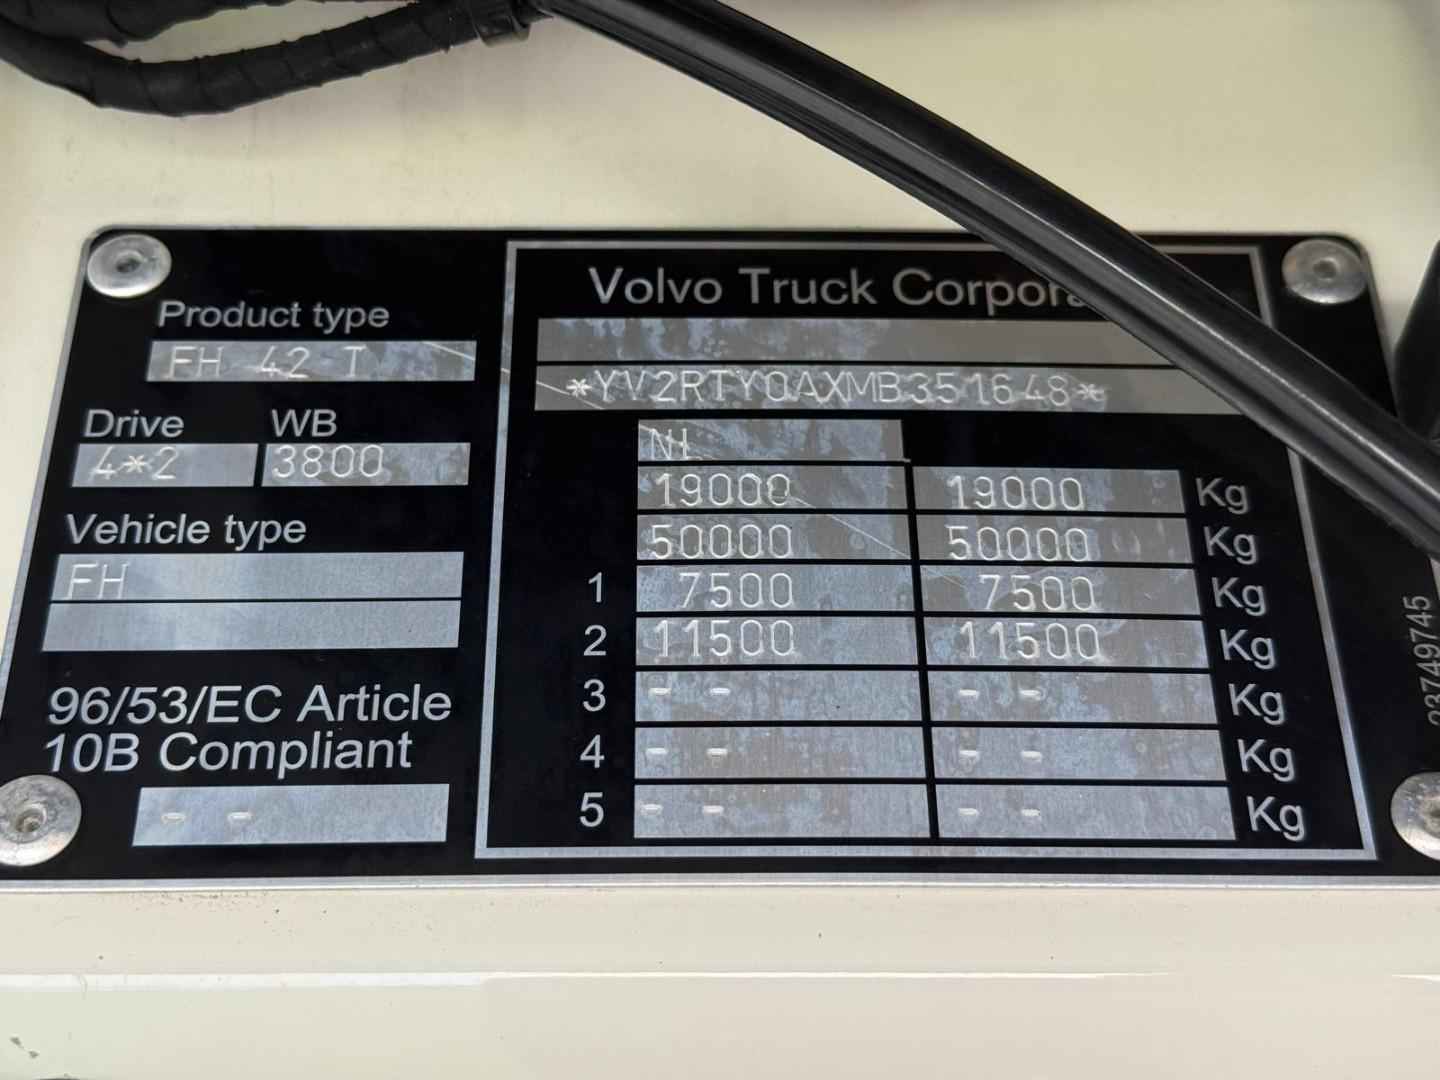 Volvo Truck Corpora
Product type
FH 42 T
*YV2RTY0AXMB351648*
Drive WB
4*2 3800
NL
19000 19000 Kg
50000 50000 Kg
Vehicle type
FH
1 7500 7500 Kg
2 11500 11500 Kg
3 - - - - Kg
4 - - - - Kg
5 - - - - Kg
96/53/EC Article
10B Compliant
- -
23749745